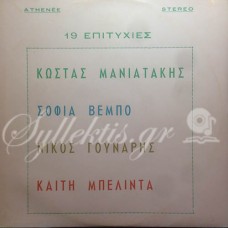 ATHENEE STEREO
19 ΕΠΙΤΥΧΙΕΣ
ΚΩΣΤΑΣ ΜΑΝΙΑΤΑΚΗΣ
ΣΟΦΙΑ ΒΕΜΠΟ
Syllektis.gr
ΝΙΚΟΣ ΓΟΥΝΑΡΗΣ
ΚΑΙΤΗ ΜΠΕΛΙΝΤΑ